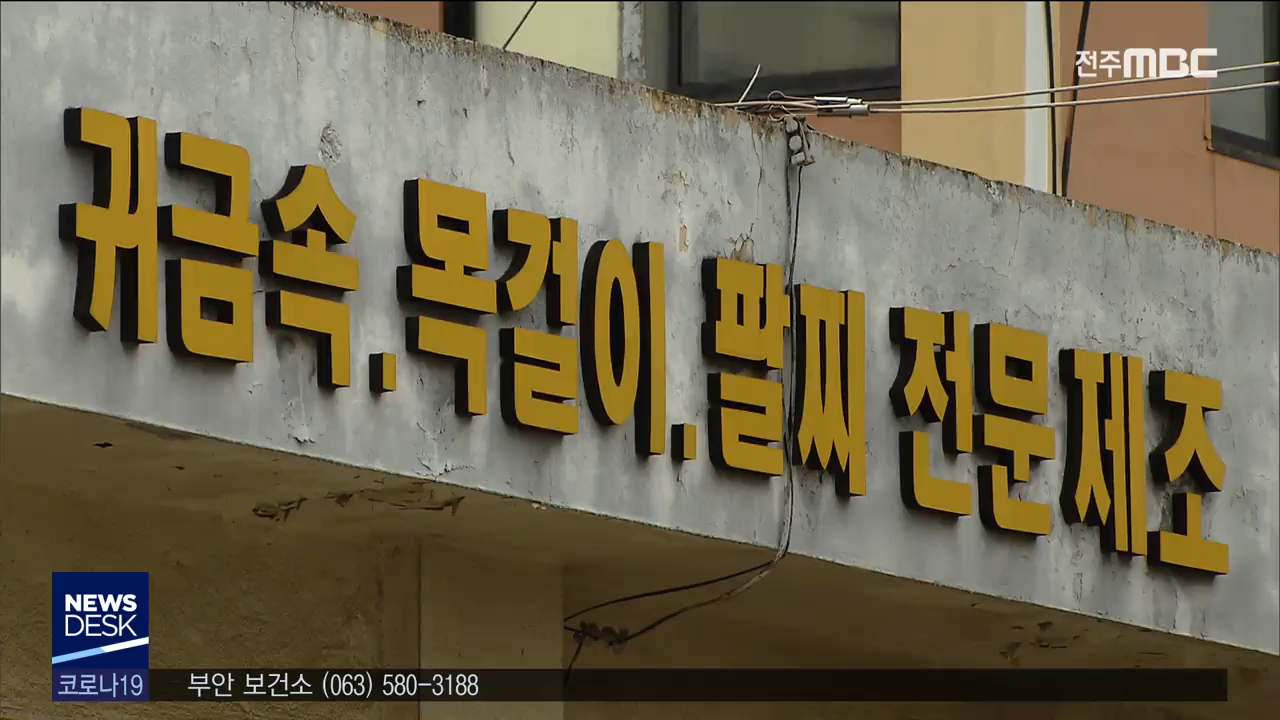 전주MBC
귀금속.목걸이.팔찌 전문제조
NEWS
DESK
코로나19
부안 보건소 (063) 580-3188